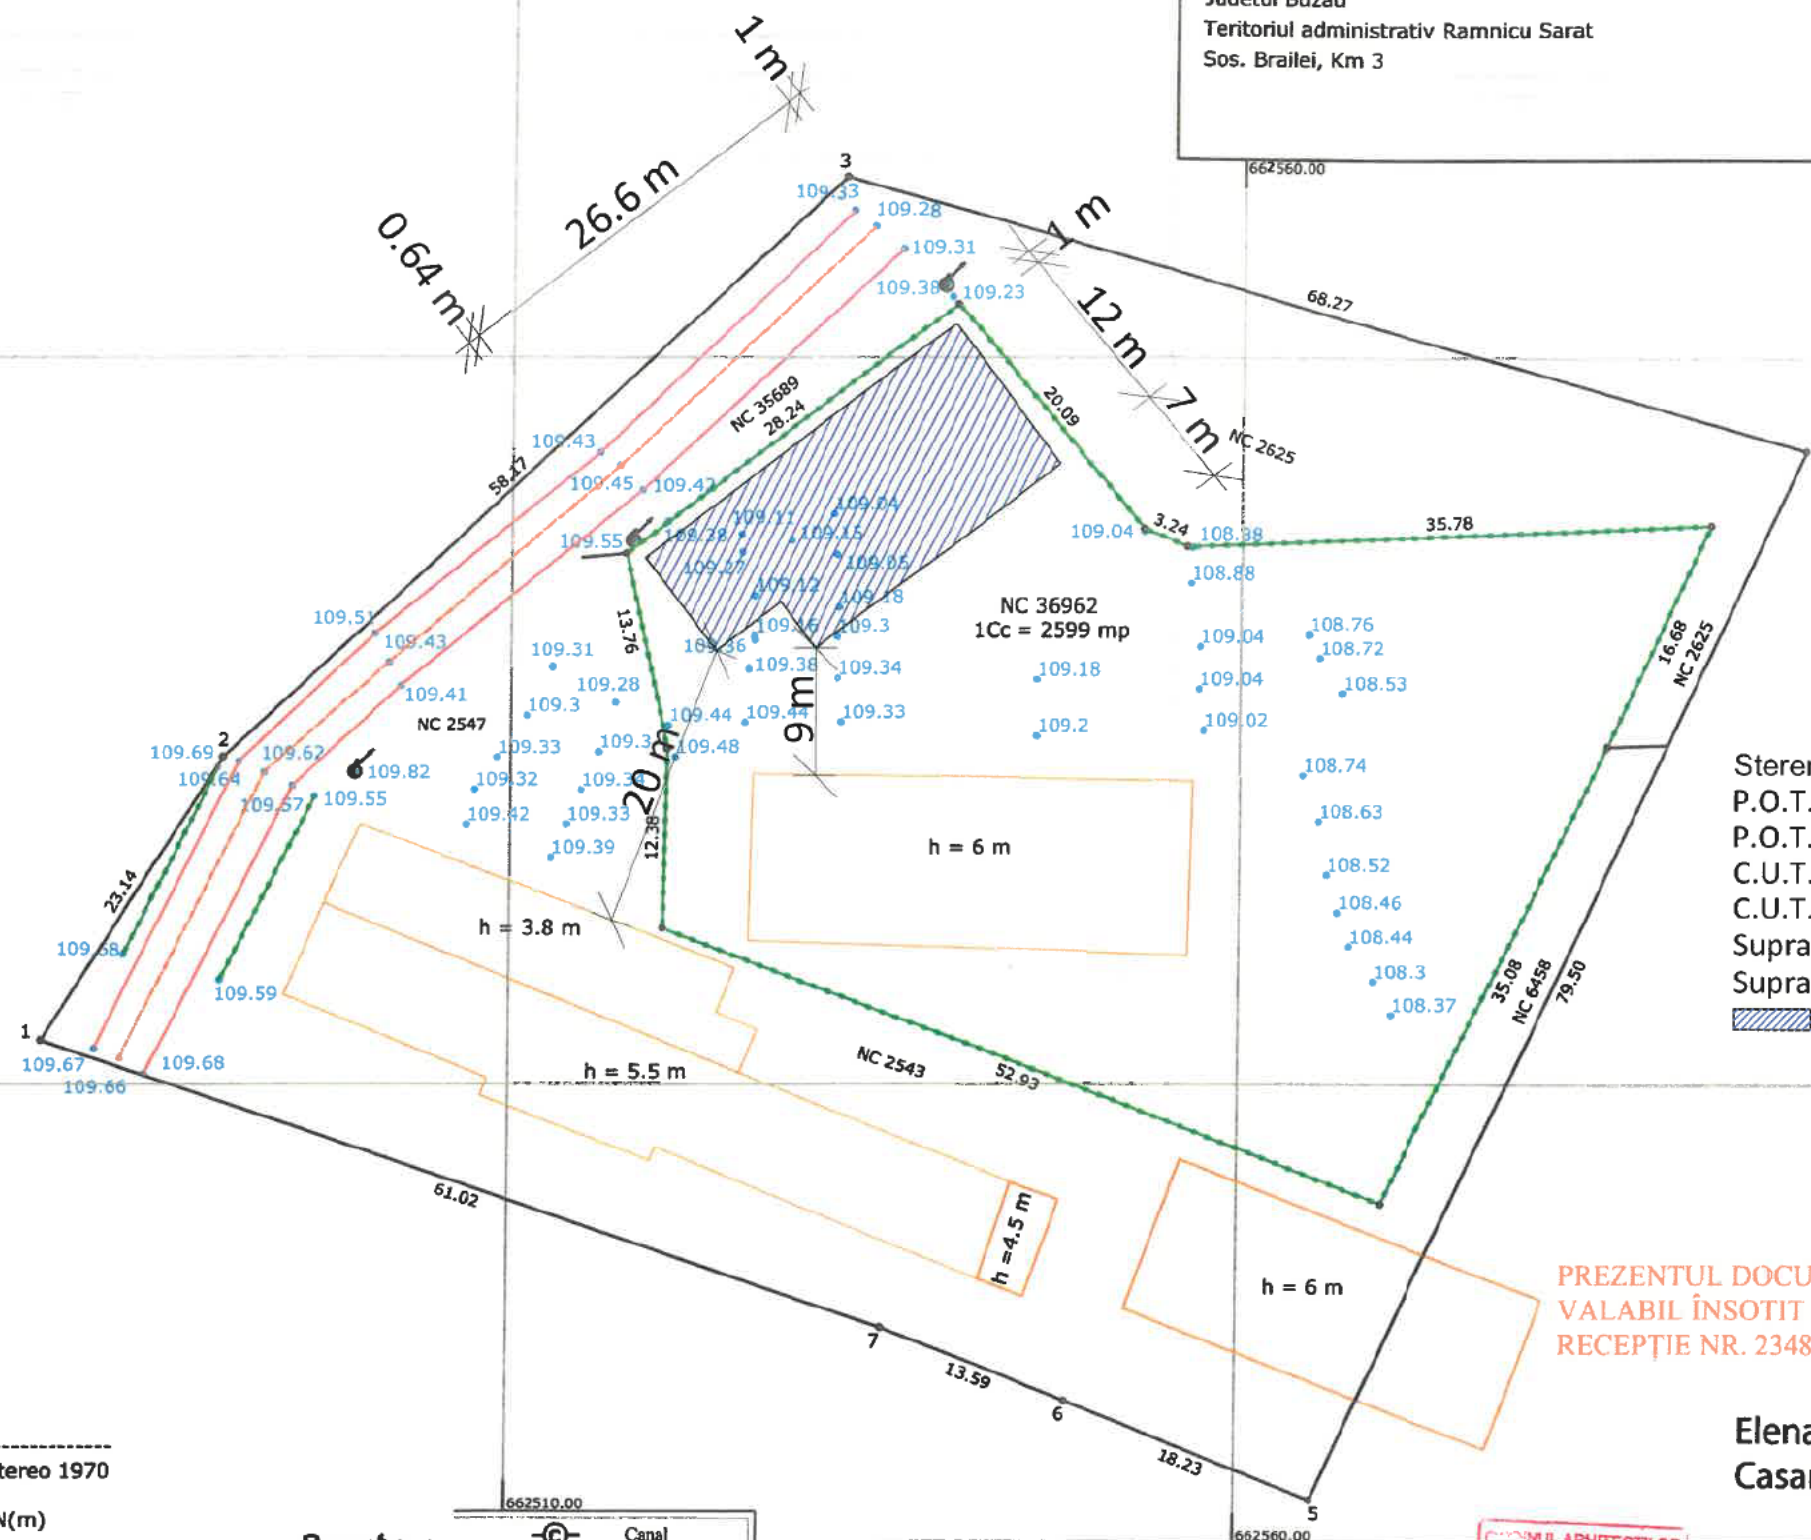 Teritoriul administrativ Ramnicu Sarat
Sos. Brailei, Km 3
662560.00
1 m
26.6 m
0.64 m
3
109.33
109.28
109.31
109.38
109.23
1 m
12 m
7 m
68.27
NC 35689
28.24
20.09
NC 2625
58.17
109.43
109.45
109.42
109.55
109.38
109.11
109.04
109.15
109.27
109.05
109.12
109.18
109.16
109.3
109.36
109.38
109.34
109.04
3.24
108.98
35.78
108.88
NC 36962
1Cc = 2599 mp
109.04
108.76
108.72
109.18
109.04
108.53
109.2
109.02
16.68
NC 2625
109.51
109.43
109.41
13.76
109.31
109.28
109.3
NC 2547
109.44
109.44
109.33
109.48
9 m
20 m
2
109.69
109.64
109.62
109.57
109.55
109.82
109.33
109.3
109.32
109.34
109.42
109.33
109.39
12.38
h = 6 m
108.74
108.63
108.52
108.46
108.44
108.3
108.37
P.O.T.
P.O.T.
C.U.T.
C.U.T.
Supra
Supra
23.14
109.59
h = 3.8 m
1
109.67
109.66
109.68
h = 5.5 m
NC 2543
52.93
35.08
NC 6458
79.50
61.02
h =4.5 m
h = 6 m
7
13.59
6
18.23
5
PREZENTUL DOCU
VALABIL ÎNSOTIT
RECEPȚIE NR. 2348
Elena
Casa
tereo 1970
N(m)
662510.00
C
Canal
662560.00